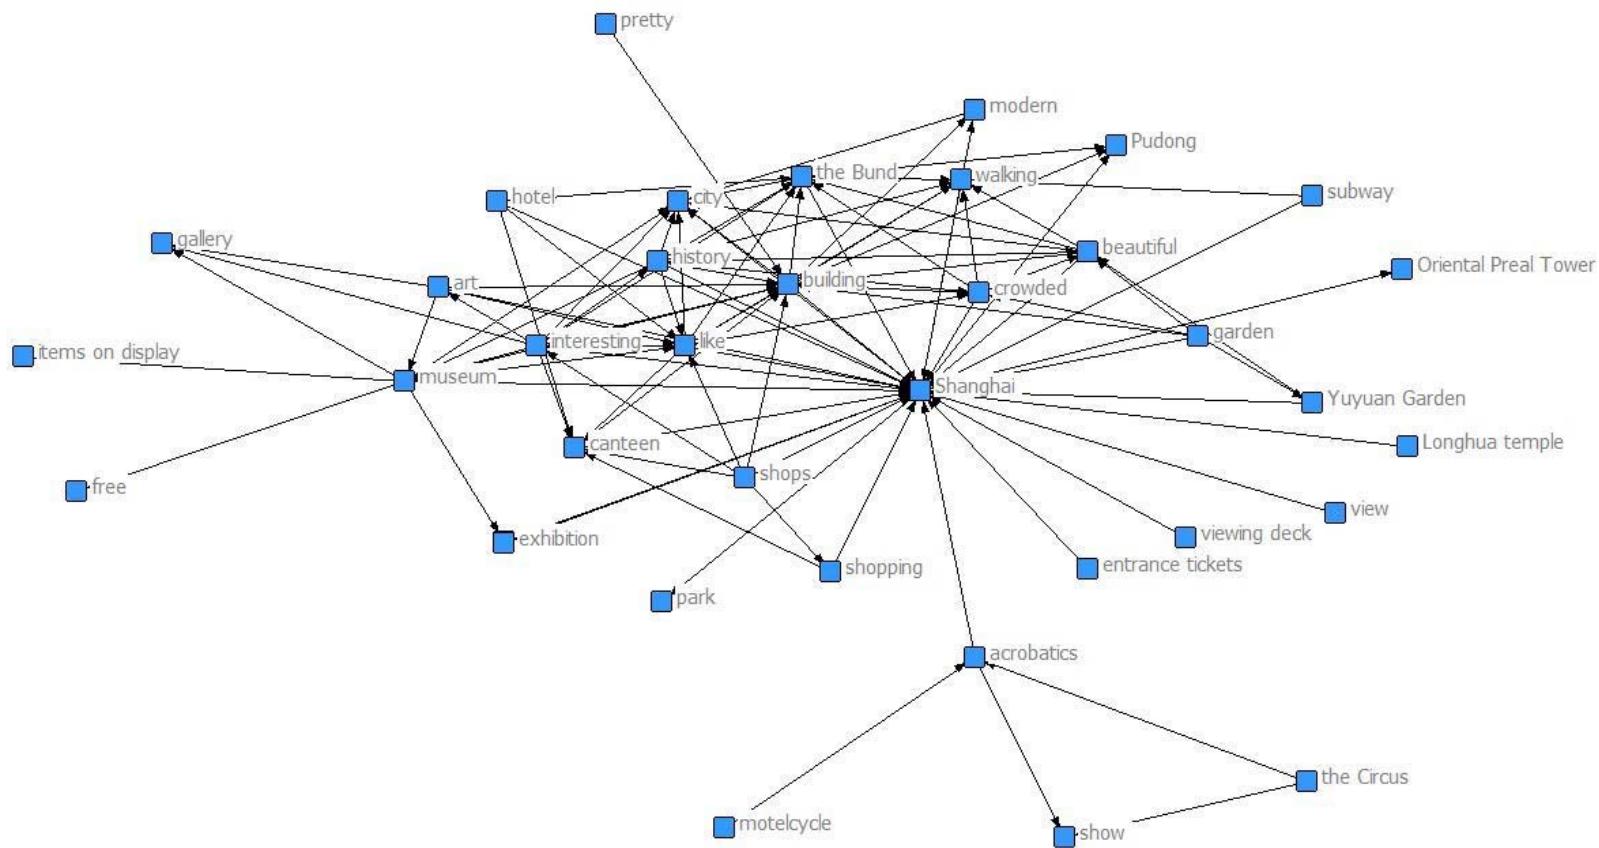 pretty
modern
Pudong
the Bund
walking
hotel
city
subway
gallery
beautiful
history
Oriental Preal Tower
art
building
crowded
garden
interesting
like
items on display
museum
Shanghai
Yuyuan Garden
canteen
Longhua temple
shops
free
view
viewing deck
exhibition
entrance tickets
shopping
park
acrobatics
the Circus
motelcycle
show